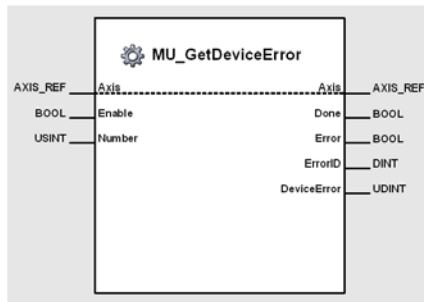 MU_GetDeviceError
AXIS_REF Axis Axis AXIS_REF
BOOL Enable Done BOOL
USINT Number Error BOOL
ErrorID DINT
DeviceError UDINT